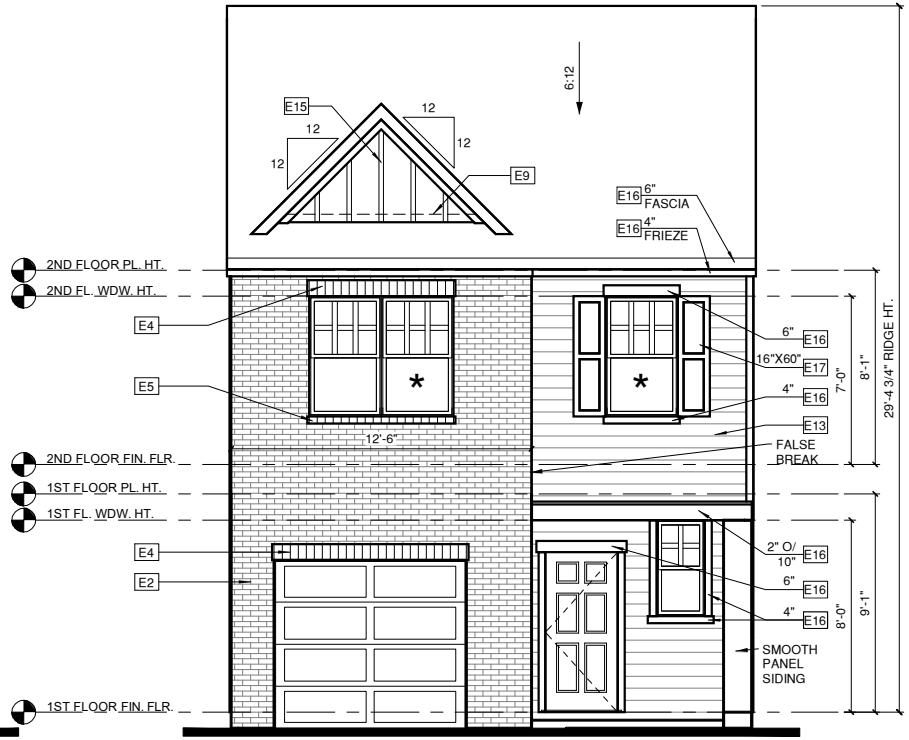 6:12
E15
12
12
12
12
E9
E16 6"
FASCIA
E16 4"
FRIEZE
2ND FLOOR PL. HT.
2ND FL. WDW. HT.
E4
6"
E16
16"X60"
E17
E5
4"
E16
12'-6"
E13
FALSE
BREAK
7'-0"
8'-1"
29'-4 3/4" RIDGE HT.
2ND FLOOR FIN. FLR.
1ST FLOOR PL. HT.
1ST FL. WDW. HT.
E4
2" O/
10"
E16
E2
6"
E16
4"
E16
8'-0"
9'-1"
SMOOTH
PANEL
SIDING
*
*
1ST FLOOR FIN. FLR.